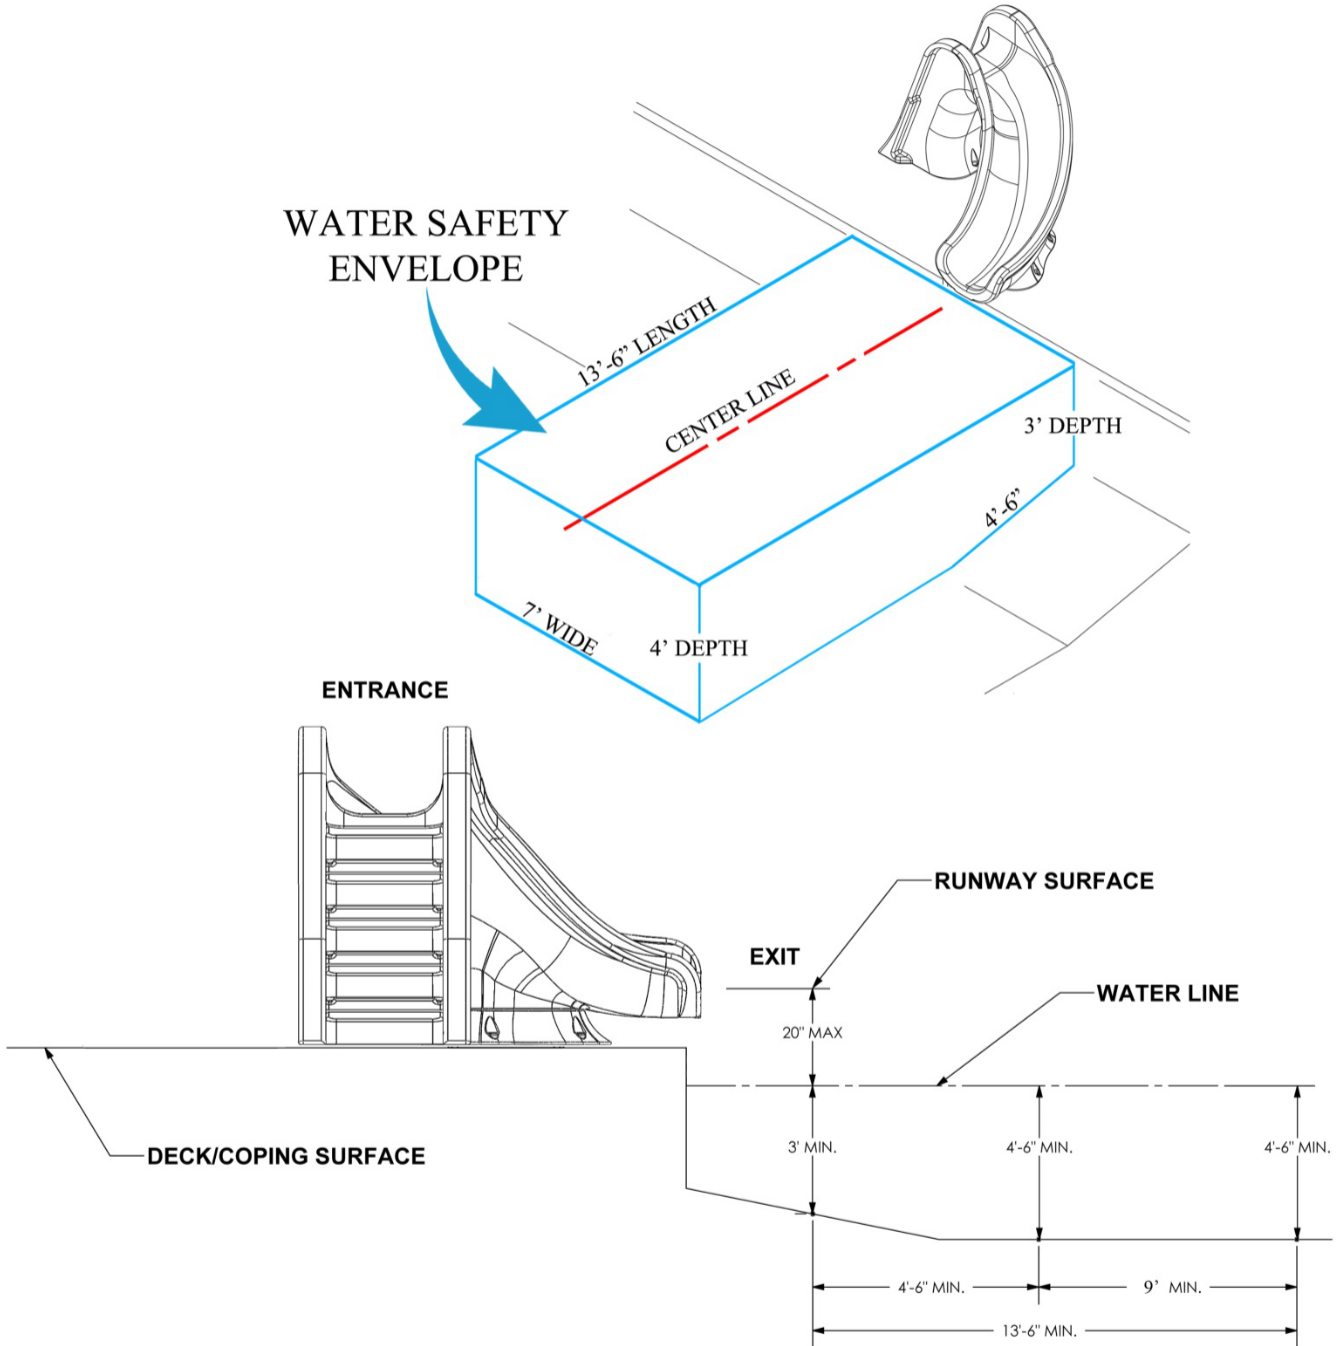 WATER SAFETY
ENVELOPE
13’-6” LENGTH
CENTER LINE
3’ DEPTH
4’-6”
7’ WIDE
4’ DEPTH
ENTRANCE
RUNWAY SURFACE
EXIT
WATER LINE
20" MAX
DECK/COPING SURFACE
3' MIN.
4'-6" MIN.
4'-6" MIN.
4'-6" MIN.
9’ MIN.
13'-6" MIN.